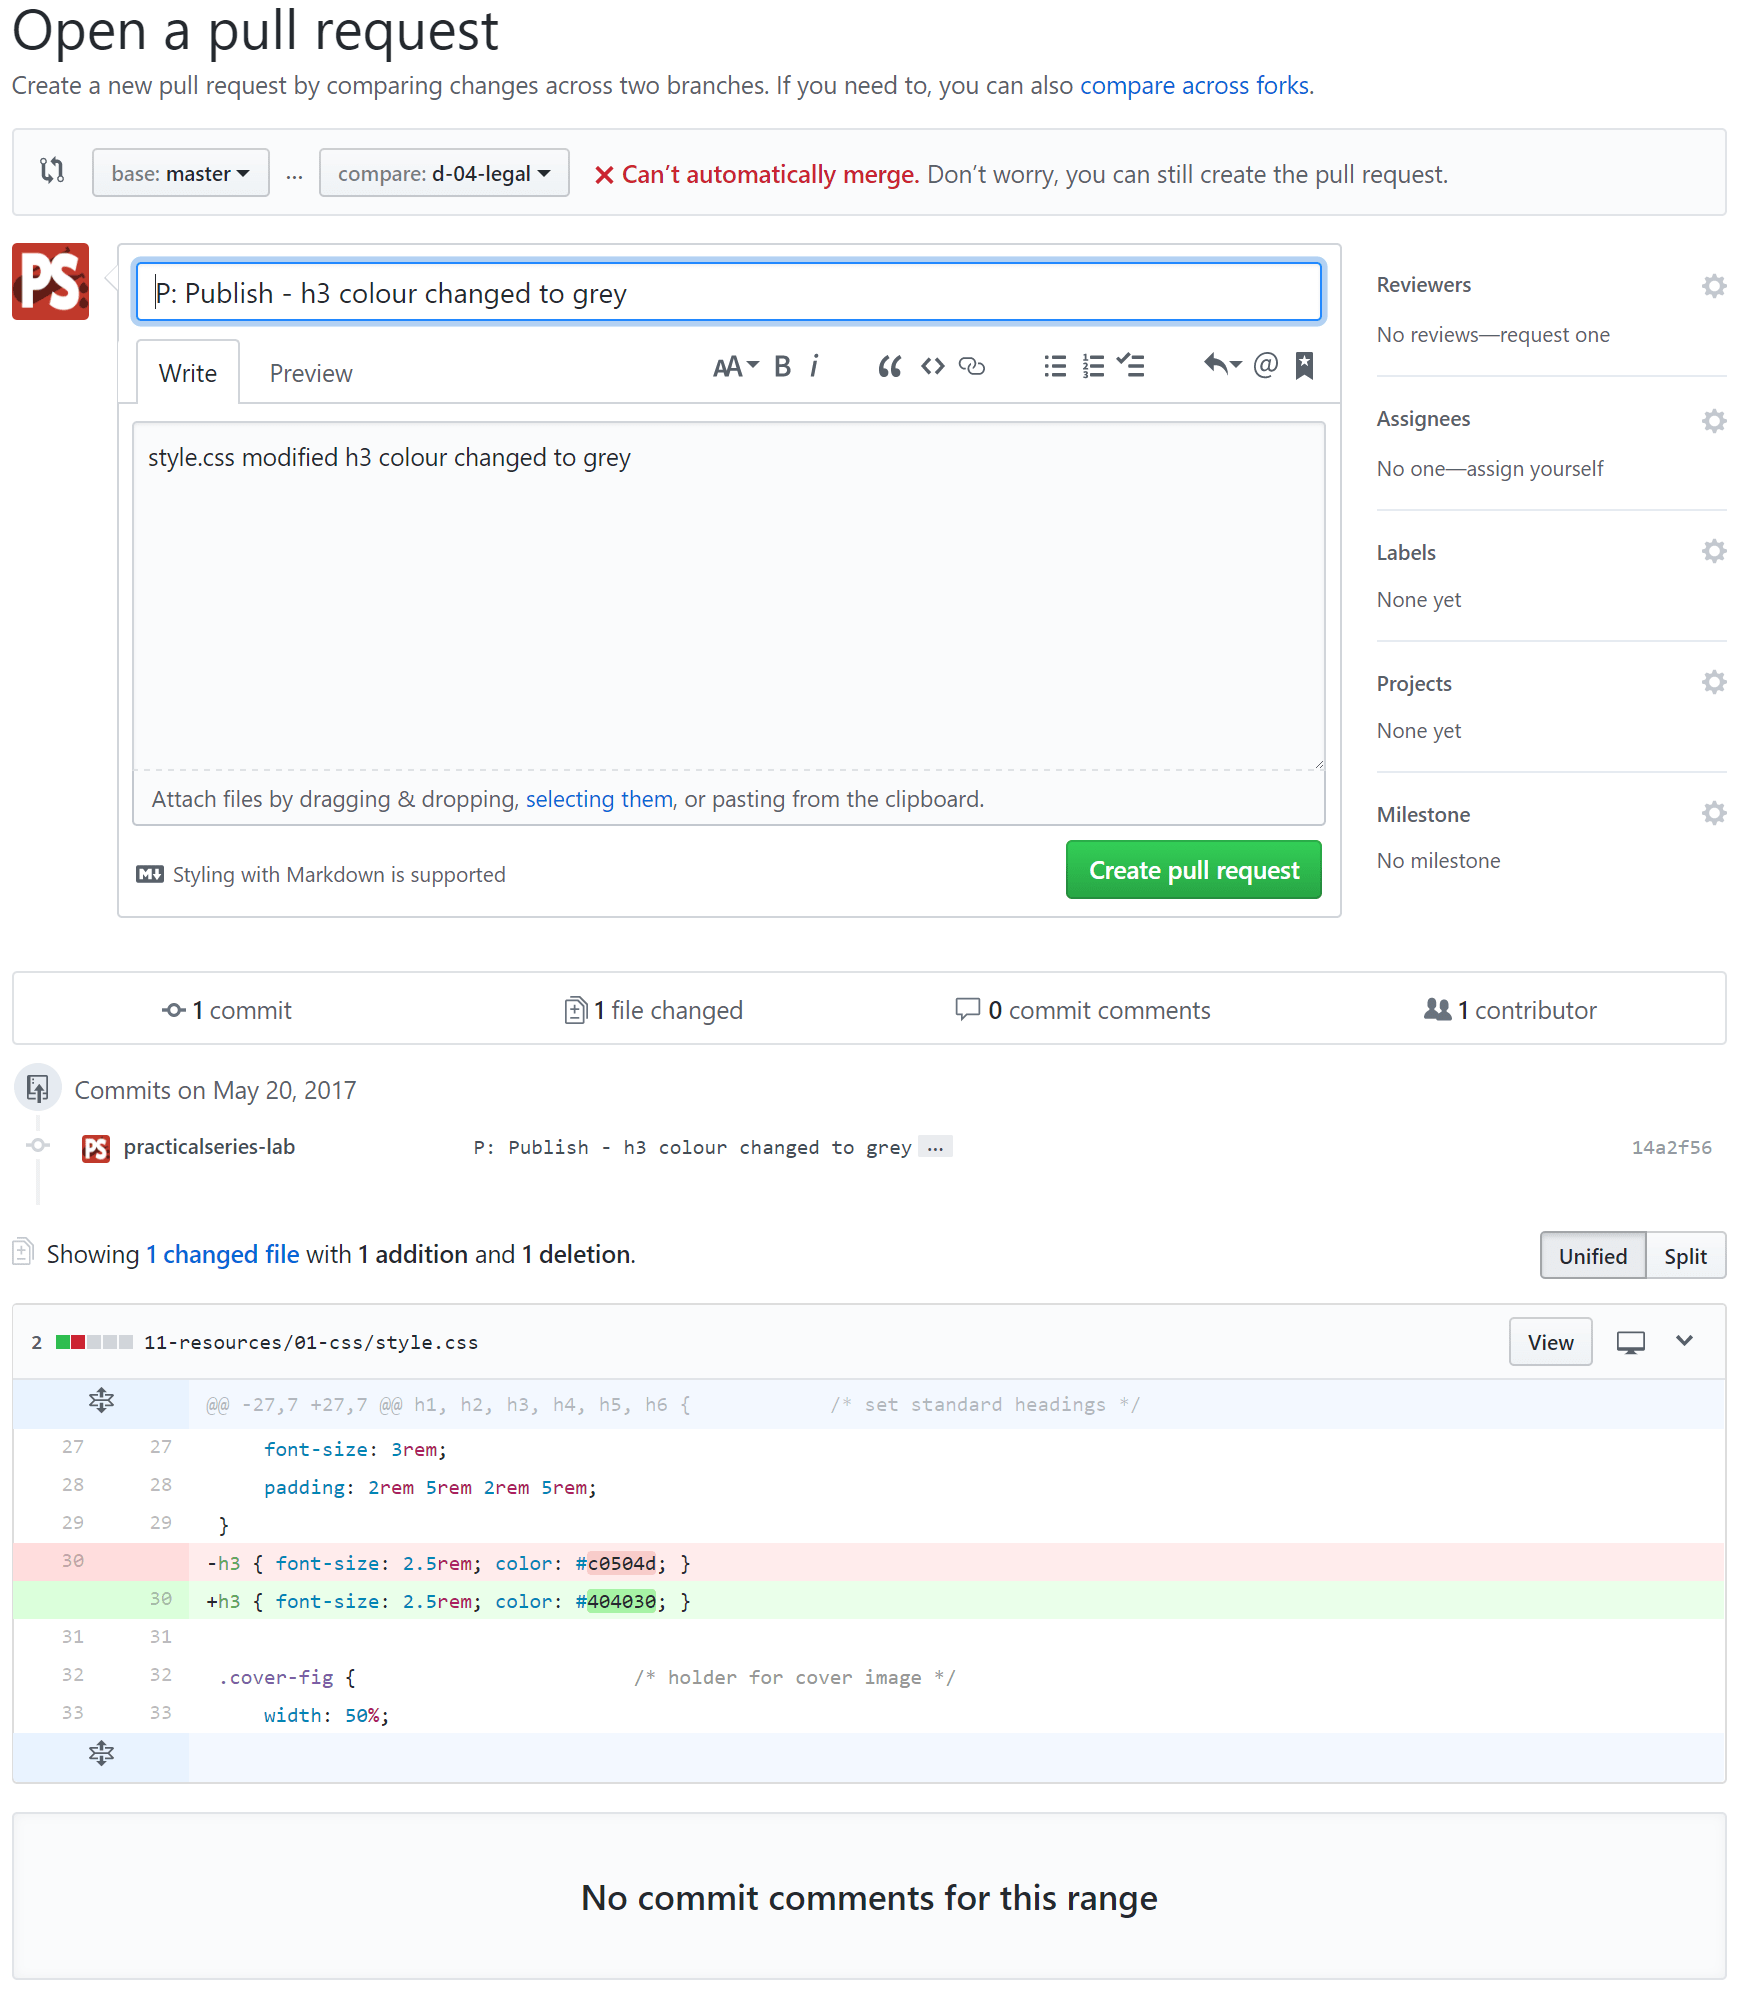 Open a pull request
Create a new pull request by comparing changes across two branches. If you need to, you can also compare across forks.
base: master ... compare: d-04-legal Can’t automatically merge. Don’t worry, you can still create the pull request.
PS
P: Publish - h3 colour changed to grey
Write Preview AA B i “ <> @
style.css modified h3 colour changed to grey
Attach files by dragging & dropping, selecting them, or pasting from the clipboard.
Styling with Markdown is supported
Create pull request
Reviewers
No reviews—request one
Assignees
No one—assign yourself
Labels
None yet
Projects
None yet
Milestone
No milestone
1 commit 1 file changed 0 commit comments 1 contributor
Commits on May 20, 2017
PS practicalseries-lab P: Publish - h3 colour changed to grey ... 14a2f56
Showing 1 changed file with 1 addition and 1 deletion.
Unified Split
2 11-resources/01-css/style.css View
@@ -27,7 +27,7 @@ h1, h2, h3, h4, h5, h6 { /* set standard headings */
27 27 font-size: 3rem;
28 28 padding: 2rem 5rem 2rem 5rem;
29 29 }
30 -h3 { font-size: 2.5rem; color: #c0504d; }
30 +h3 { font-size: 2.5rem; color: #404030; }
31 31
32 32 .cover-fig { /* holder for cover image */
33 33 width: 50%;
No commit comments for this range